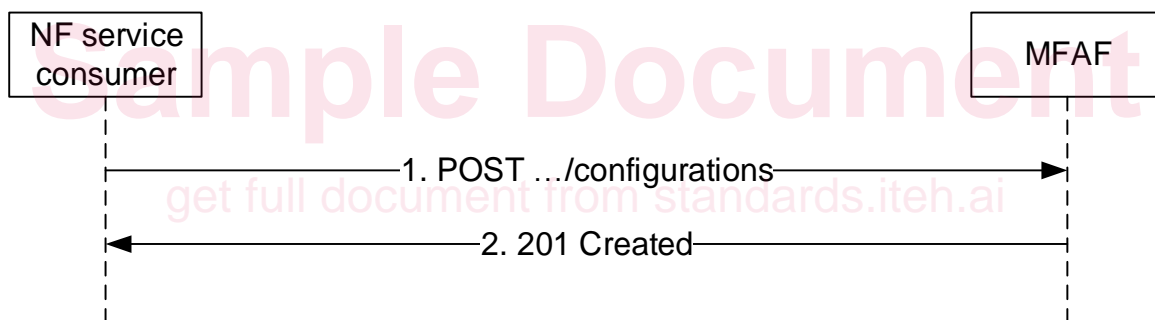 NF service
consumer
MFAF
Sample Document
1. POST …/configurations
get full document from standards.iteh.ai
2. 201 Created